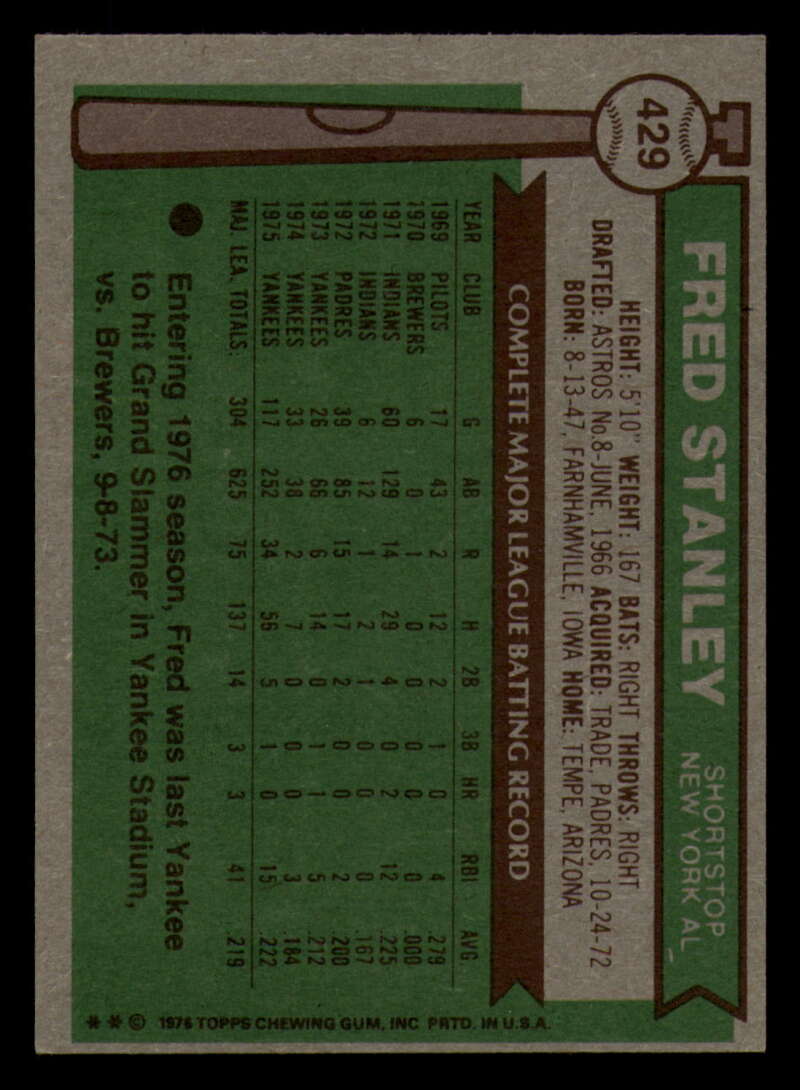 429
FRED STANLEY
SHORTSTOP
NEW YORK AL
HEIGHT: 5'10" WEIGHT: 167 BATS: RIGHT THROWS: RIGHT
DRAFTED: ASTROS No.8-JUNE, 1966 ACQUIRED: TRADE, PADRES, 10-24-72
BORN: 8-13-47, FARNHAMVILLE, IOWA HOME: TEMPE, ARIZONA
COMPLETE MAJOR LEAGUE BATTING RECORD
YEAR CLUB G AB R H 2B 3B HR RBI AVG.
1969 PILOTS 17 43 2 12 2 1 0 4 .279
1970 BREWERS 6 0 1 0 0 0 0 0 .000
1971 INDIANS 60 129 14 29 4 0 2 12 .225
1972 INDIANS 6 12 1 2 1 0 0 0 .167
1972 PADRES 39 85 15 17 2 0 0 2 .200
1973 YANKEES 26 66 6 14 0 1 1 5 .212
1974 YANKEES 33 38 2 7 0 0 0 3 .184
1975 YANKEES 117 252 34 56 5 1 0 15 .222
MAJ. LEA. TOTALS: 304 625 75 137 14 3 3 41 .219
Entering 1976 season, Fred was last Yankee
to hit Grand Slammer in Yankee Stadium,
vs. Brewers, 9-8-73.
** © 1976 TOPPS CHEWING GUM, INC PRTD. IN U.S.A.